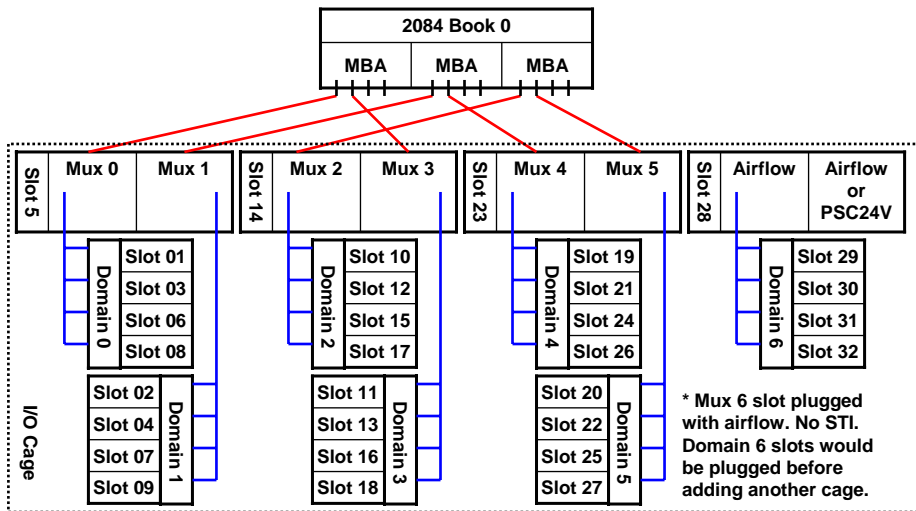 2084 Book 0
MBA
MBA
MBA
Slot 5
Mux 0
Mux 1
Slot 14
Mux 2
Mux 3
Slot 23
Mux 4
Mux 5
Slot 28
Airflow
Airflow
or
PSC24V
Domain 0
Slot 01
Slot 03
Slot 06
Slot 08
Domain 2
Slot 10
Slot 12
Slot 15
Slot 17
Domain 4
Slot 19
Slot 21
Slot 24
Slot 26
Domain 6
Slot 29
Slot 30
Slot 31
Slot 32
I/O Cage
Slot 02
Slot 04
Slot 07
Slot 09
Domain 1
Slot 11
Slot 13
Slot 16
Slot 18
Domain 3
Slot 20
Slot 22
Slot 25
Slot 27
Domain 5
* Mux 6 slot plugged
with airflow. No STI.
Domain 6 slots would
be plugged before
adding another cage.